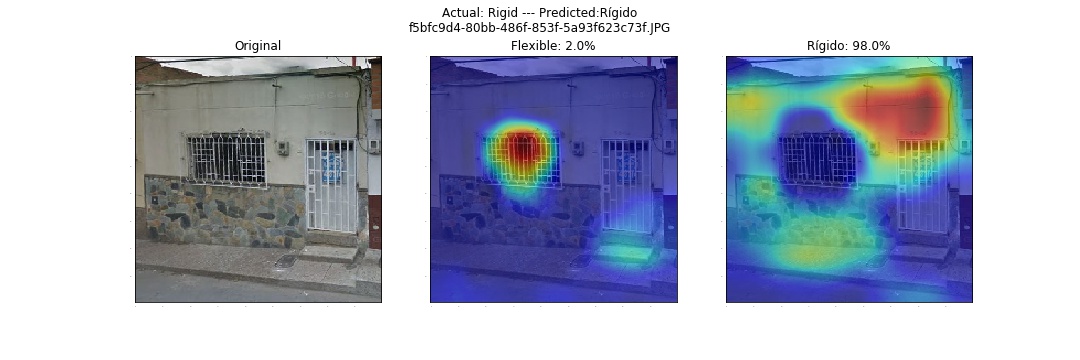 Actual: Rigid --- Predicted:Rígido
f5bfc9d4-80bb-486f-853f-5a93f623c73f.JPG
Original
Flexible: 2.0%
Rígido: 98.0%